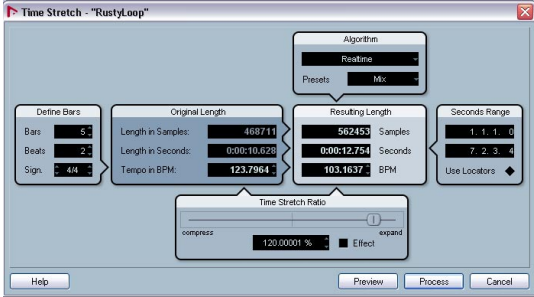 Time Stretch - "RustyLoop"
Algorithm
Realtime
Presets Mix
Define Bars
Bars 5
Beats 2
Sign. 4/4
Original Length
Length in Samples: 468711
Length in Seconds: 0:00:10.628
Tempo in BPM: 123.7964
Resulting Length
562453 Samples
0:00:12.754 Seconds
103.1637 BPM
Seconds Range
1. 1. 1. 0
7. 2. 3. 4
Use Locators
Time Stretch Ratio
compress expand
120.00001 % Effect
Help Preview Process Cancel